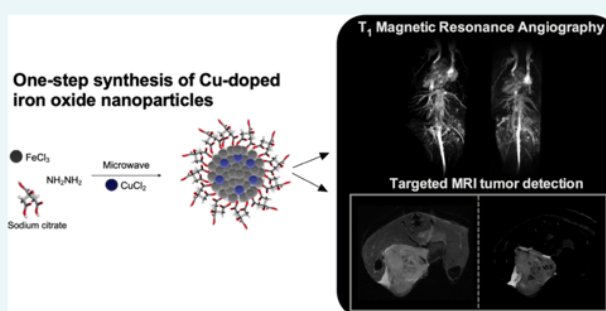 T₁ Magnetic Resonance Angiography
One-step synthesis of Cu-doped
iron oxide nanoparticles
FeCl₃
NH2NH₂
Microwave
CuCl₂
Sodium citrate
Targeted MRI tumor detection